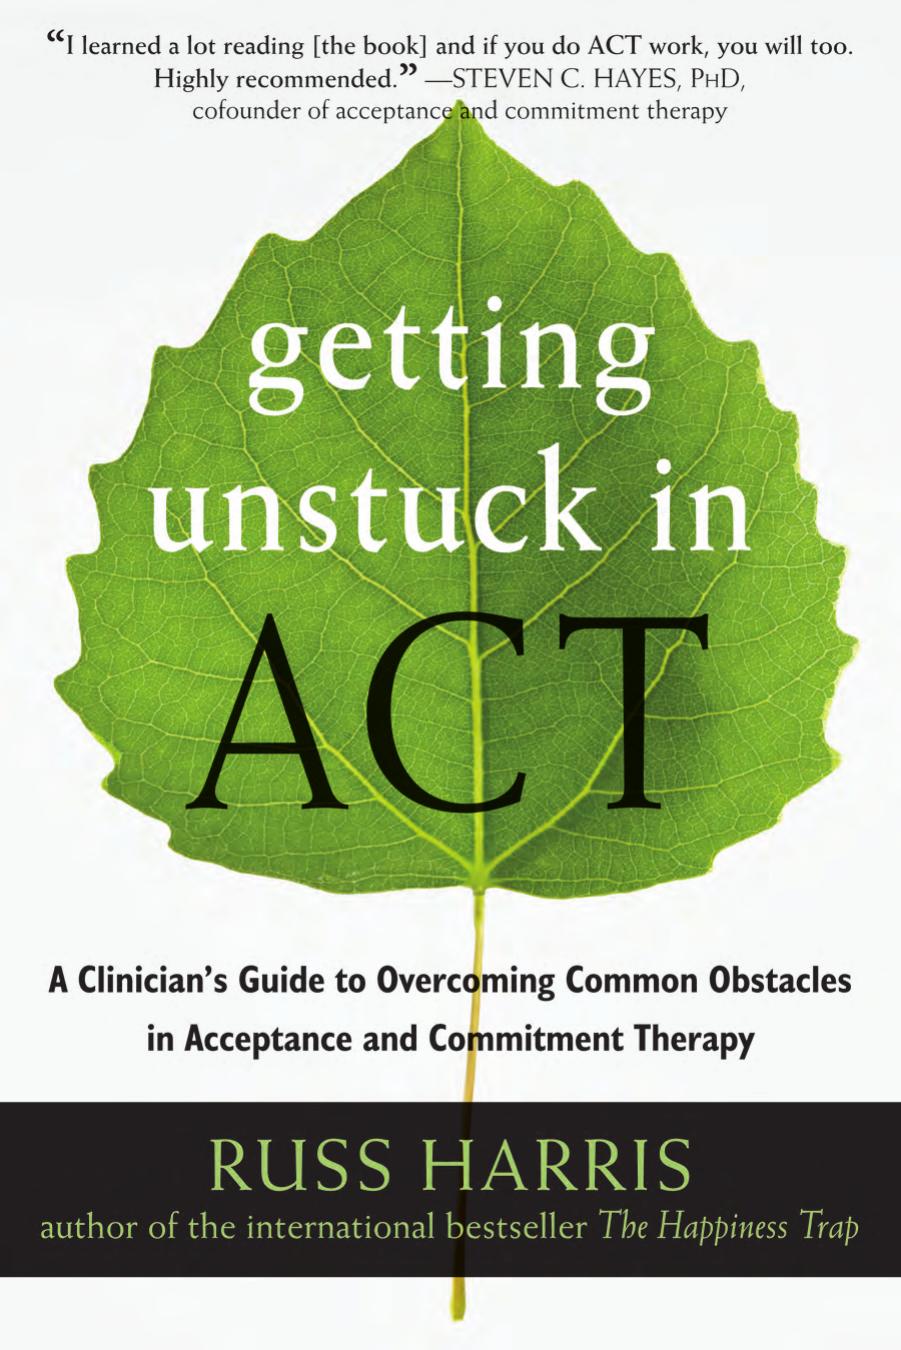 “I learned a lot reading [the book] and if you do ACT work, you will too.
Highly recommended.” —STEVEN C. HAYES, PHD,
cofounder of acceptance and commitment therapy
getting
unstuck in
ACT
A Clinician’s Guide to Overcoming Common Obstacles
in Acceptance and Commitment Therapy
RUSS HARRIS
author of the international bestseller The Happiness Trap